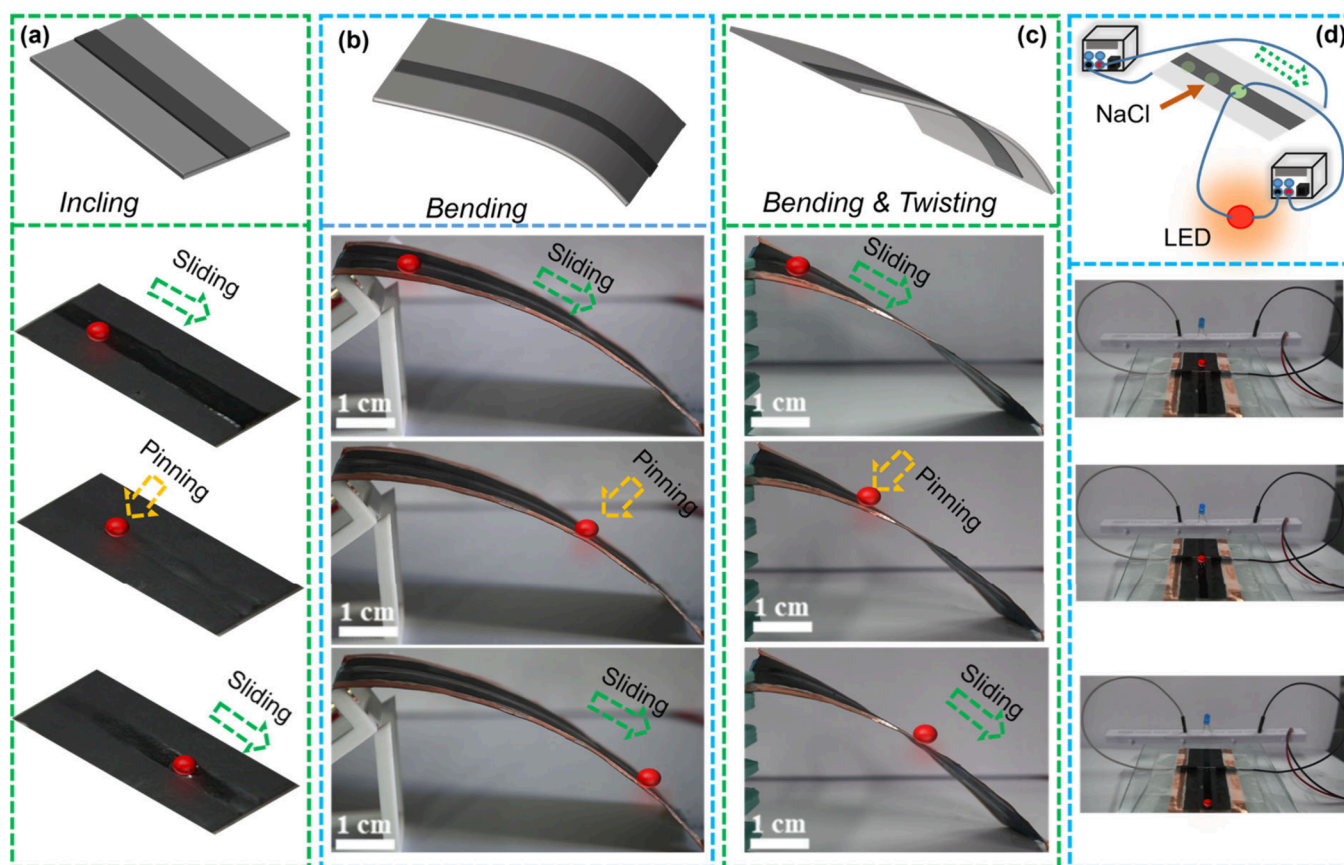 (a)
Incling
Sliding
Pinning
Sliding
(b)
Bending
Sliding
1 cm
Pinning
1 cm
Sliding
1 cm
(c)
Bending & Twisting
Sliding
1 cm
Pinning
1 cm
Sliding
1 cm
(d)
NaCl
LED